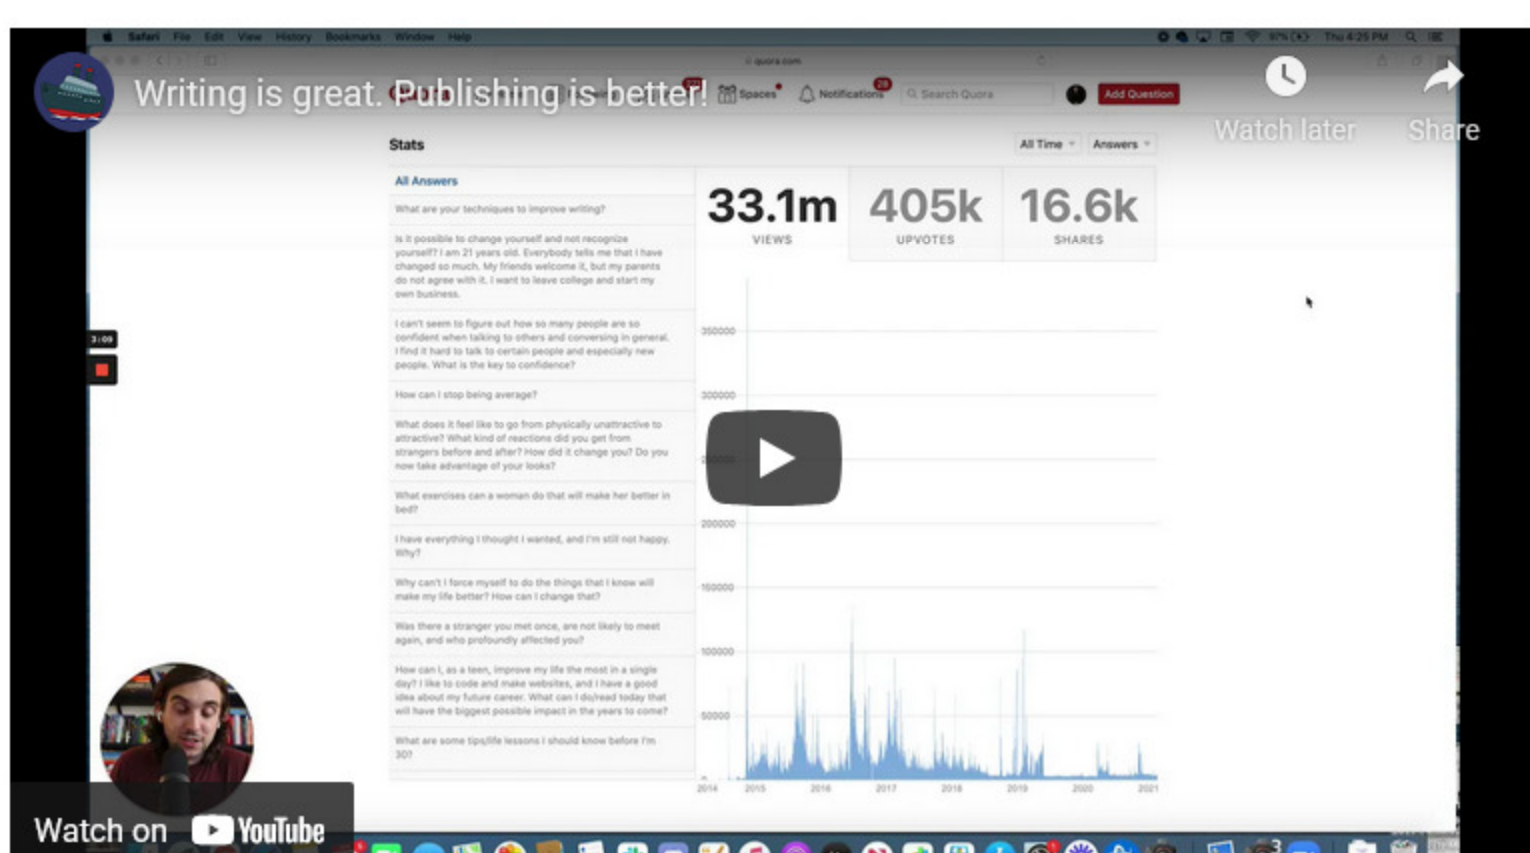 Safari File Edit View History Bookmarks Window Help
97% Thu 4:25 PM
quora.com
Writing is great. Publishing is better!
Spaces
Notifications
28
Search Quora
Add Question
Watch later
Share
Stats
All Time
Answers
All Answers
What are your techniques to improve writing?
Is it possible to change yourself and not recognize
yourself? I am 21 years old. Everybody tells me that I have
changed so much. My friends welcome it, but my parents
do not agree with it. I want to leave college and start my
own business.
I can't seem to figure out how so many people are so
confident when talking to others and conversing in general.
I find it hard to talk to certain people and especially new
people. What is the key to confidence?
How can I stop being average?
What does it feel like to go from physically unattractive to
attractive? What kind of reactions did you get from
strangers before and after? How did it change you? Do you
now take advantage of your looks?
What exercises can a woman do that will make her better in
bed?
I have everything I thought I wanted, and I'm still not happy.
Why?
Why can't I force myself to do the things that I know will
make my life better? How can I change that?
Was there a stranger you met once, are not likely to meet
again, and who profoundly affected you?
How can I, as a teen, improve my life the most in a single
day? I like to code and make websites, and I have a good
idea about my future career. What can I do/read today that
will have the biggest possible impact in the years to come?
What are some tips/life lessons I should know before I'm
30?
33.1m
VIEWS
405k
UPVOTES
16.6k
SHARES
350000
300000
200000
150000
100000
50000
0
2014 2015 2016 2017 2018 2019 2020 2021
3:09
Watch on YouTube